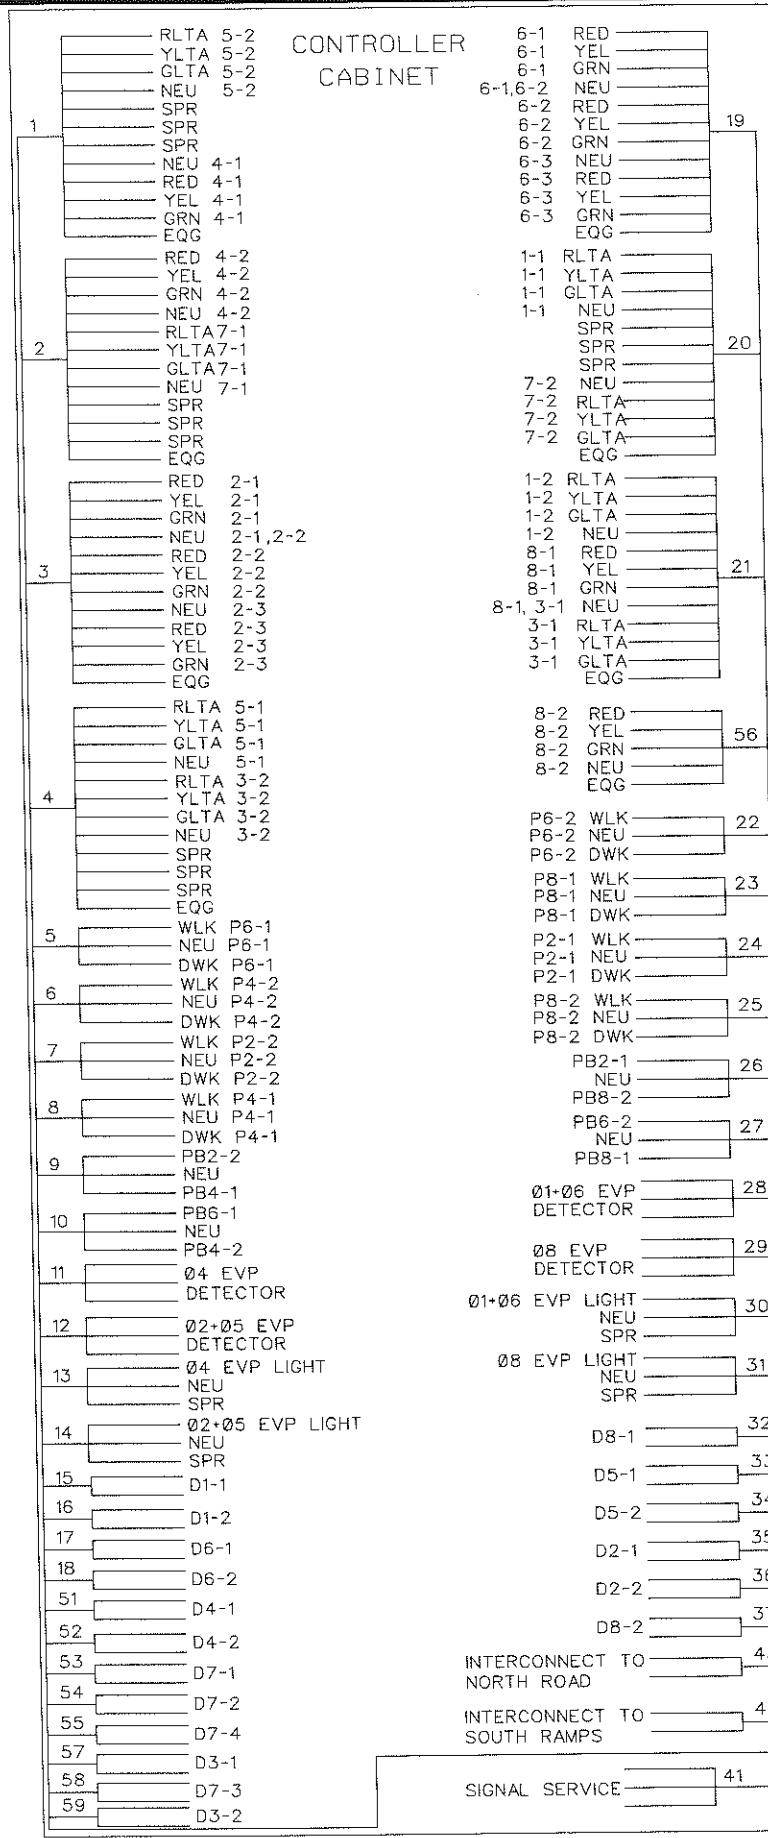 CONTROLLER
CABINET
1
RLTA 5-2
YLTA 5-2
GLTA 5-2
NEU 5-2
SPR
SPR
SPR
NEU 4-1
RED 4-1
YEL 4-1
GRN 4-1
EQG
2
RED 4-2
YEL 4-2
GRN 4-2
NEU 4-2
RLTA7-1
YLTA7-1
GLTA7-1
NEU 7-1
SPR
SPR
SPR
EQG
3
RED 2-1
YEL 2-1
GRN 2-1
NEU 2-1,2-2
RED 2-2
YEL 2-2
GRN 2-2
NEU 2-3
RED 2-3
YEL 2-3
GRN 2-3
EQG
4
RLTA 5-1
YLTA 5-1
GLTA 5-1
NEU 5-1
RLTA 3-2
YLTA 3-2
GLTA 3-2
NEU 3-2
SPR
SPR
SPR
EQG
5
WLK P6-1
NEU P6-1
DWK P6-1
6
WLK P4-2
NEU P4-2
DWK P4-2
7
WLK P2-2
NEU P2-2
DWK P2-2
8
WLK P4-1
NEU P4-1
DWK P4-1
9
PB2-2
NEU
PB4-1
10
PB6-1
NEU
PB4-2
11
Ø4 EVP
DETECTOR
12
Ø2+Ø5 EVP
DETECTOR
13
Ø4 EVP LIGHT
NEU
SPR
14
Ø2+Ø5 EVP LIGHT
NEU
SPR
15 D1-1
16 D1-2
17 D6-1
18 D6-2
51 D4-1
52 D4-2
53 D7-1
54 D7-2
55 D7-4
57 D3-1
58 D7-3
59 D3-2
6-1 RED
6-1 YEL
6-1 GRN
6-1,6-2 NEU
6-2 RED
6-2 YEL
6-2 GRN
6-3 NEU
6-3 RED
6-3 YEL
6-3 GRN
EQG
19
1-1 RLTA
1-1 YLTA
1-1 GLTA
1-1 NEU
SPR
SPR
SPR
7-2 NEU
7-2 RLTA
7-2 YLTA
7-2 GLTA
EQG
20
1-2 RLTA
1-2 YLTA
1-2 GLTA
1-2 NEU
8-1 RED
8-1 YEL
8-1 GRN
8-1, 3-1 NEU
3-1 RLTA
3-1 YLTA
3-1 GLTA
EQG
21
8-2 RED
8-2 YEL
8-2 GRN
8-2 NEU
EQG
56
P6-2 WLK
P6-2 NEU
P6-2 DWK
22
P8-1 WLK
P8-1 NEU
P8-1 DWK
23
P2-1 WLK
P2-1 NEU
P2-1 DWK
24
P8-2 WLK
P8-2 NEU
P8-2 DWK
25
PB2-1
NEU
PB8-2
26
PB6-2
NEU
PB8-1
27
Ø1+Ø6 EVP
DETECTOR
28
Ø8 EVP
DETECTOR
29
Ø1+Ø6 EVP LIGHT
NEU
SPR
30
Ø8 EVP LIGHT
NEU
SPR
31
D8-1 32
D5-1 33
D5-2 34
D2-1 35
D2-2 36
D8-2 37
INTERCONNECT TO
NORTH ROAD
INTERCONNECT TO
SOUTH RAMPS
SIGNAL SERVICE 41